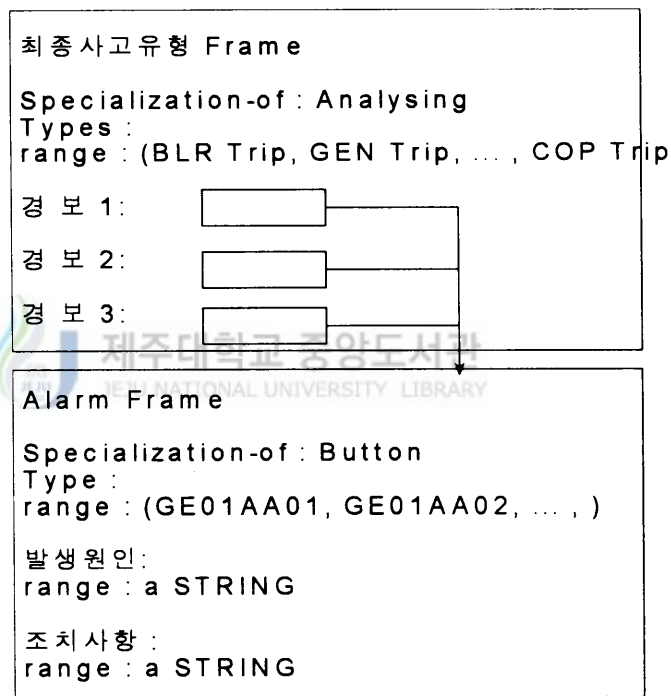 최종사고유형 Frame
Specialization-of : Analysing
Types :
range : (BLR Trip, GEN Trip, ... , COP Trip
경 보 1:
경 보 2:
경 보 3:
제주대학교 중앙도서관
JEJU NATIONAL UNIVERSITY LIBRARY
Alarm Frame
Specialization-of : Button
Type :
range : (GE01AA01, GE01AA02, ... , )
발생원인:
range : a STRING
조치사항 :
range : a STRING